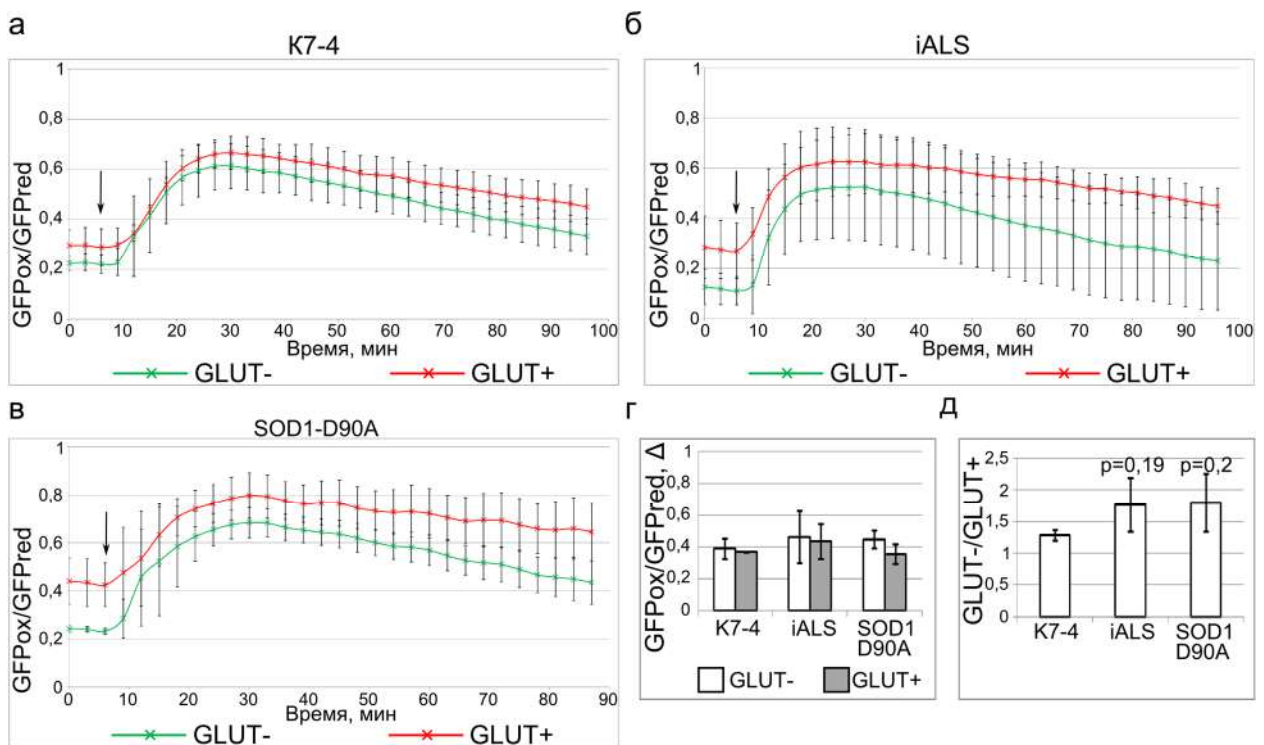 а
К7-4
GFPox/GFPred
1
0,8
0,6
0,4
0,2
0
0 10 20 30 40 50 60 70 80 90 100
Время, мин
GLUT- GLUT+
б
iALS
1
0,8
0,6
0,4
0,2
0
0 10 20 30 40 50 60 70 80 90 100
Время, мин
GLUT- GLUT+
в
SOD1-D90A
GFPox/GFPred
1
0,8
0,6
0,4
0,2
0
0 10 20 30 40 50 60 70 80 90
Время, мин
GLUT- GLUT+
г
GFPox/GFPred, Δ
1
0,8
0,6
0,4
0,2
0
К7-4 iALS SOD1
D90A
GLUT- GLUT+
д
GLUT-/GLUT+
2,5
2
1,5
1
0,5
0
p=0,19 p=0,2
К7-4 iALS SOD1
D90A